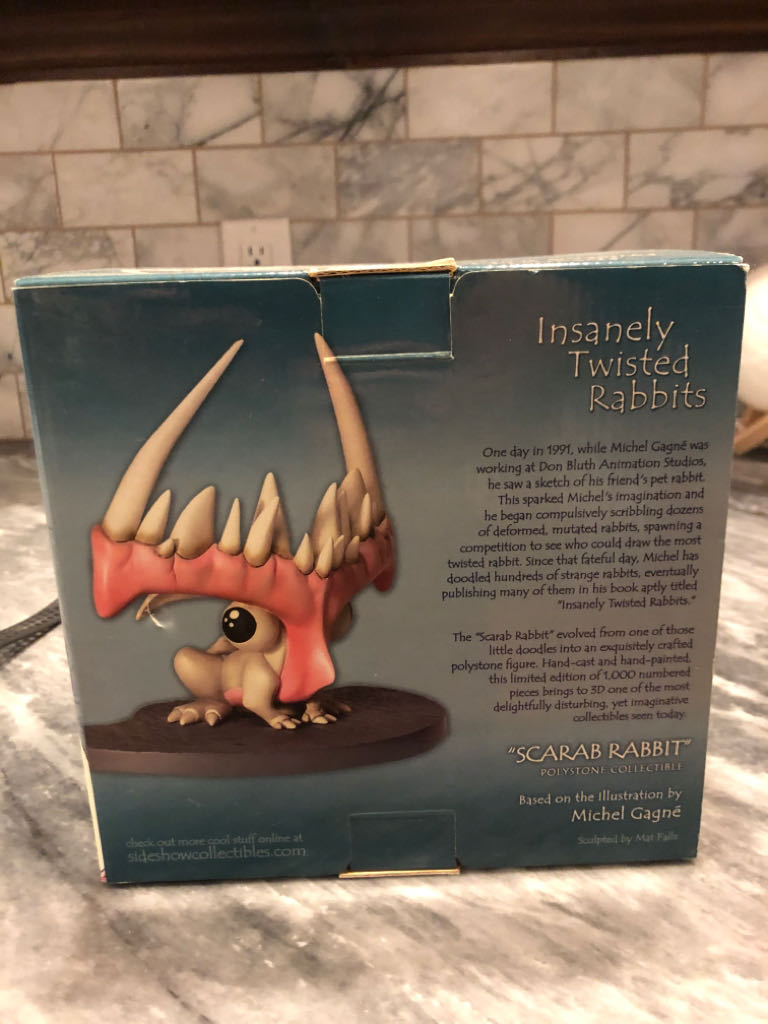 Insanely
Twisted
Rabbits
One day in 1991, while Michel Gagné was
working at Don Bluth Animation Studios,
he saw a sketch of his friend's pet rabbit.
This sparked Michel's imagination and
he began compulsively scribbling dozens
of deformed, mutated rabbits, spawning a
competition to see who could draw the most
twisted rabbit. Since that fateful day, Michel has
doodled hundreds of strange rabbits, eventually
publishing many of them in his book aptly titled
"Insanely Twisted Rabbits."
The "Scarab Rabbit" evolved from one of those
little doodles into an exquisitely crafted
polystone figure. Hand-cast and hand-painted,
this limited edition of 1,000 numbered
pieces brings to 3D one of the most
delightfully disturbing, yet imaginative
collectibles seen today.
"SCARAB RABBIT"
POLYSTONE COLLECTIBLE
Based on the Illustration by
Michel Gagné
Sculpted by Mat Falls
check out more cool stuff online at
sideshowcollectibles.com